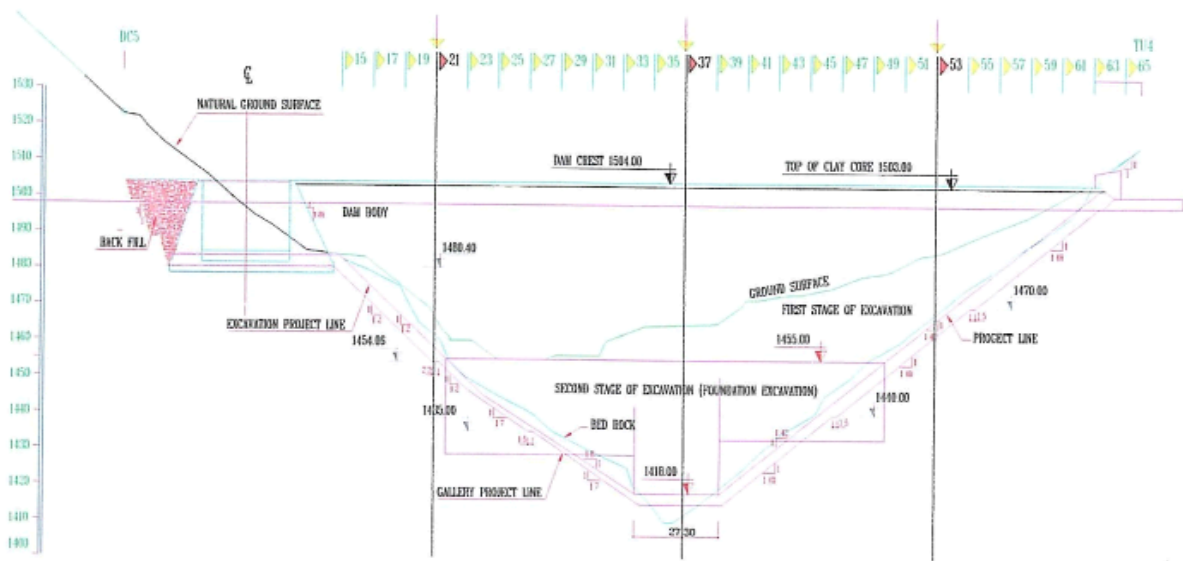 DC5
TU4
15 17 19 21 23 25 27 29 31 33 35 37 39 41 43 45 47 49 51 53 55 57 59 61 63 65
℄
NATURAL GROUND SURFACE
DAM CREST 1504.00
TOP OF CLAY CORE 1503.00
DAM BODY
BACK FILL
1480.40
GROUND SURFACE
FIRST STAGE OF EXCAVATION
1470.00
EXCAVATION PROJECT LINE
PROGECT LINE
1454.06
1455.00
SECOND STAGE OF EXCAVATION (FOUNDATION EXCAVATION)
1435.00
1440.00
BED ROCK
1418.00
GALLERY PROJECT LINE
27.30
1530
1520
1510
1500
1490
1480
1470
1460
1450
1440
1430
1420
1410
1400